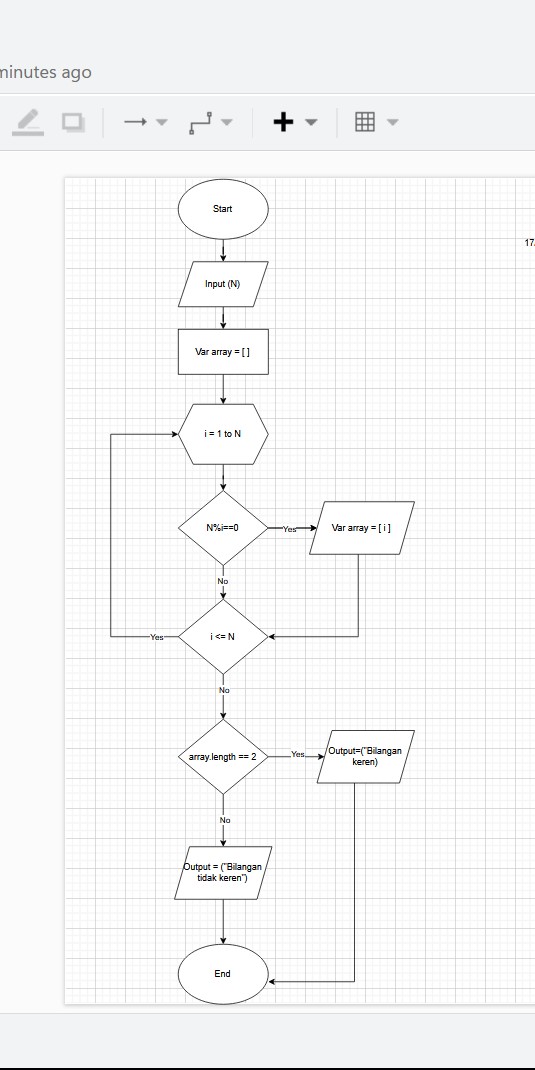 minutes ago
Start
17
Input (N)
Var array = [ ]
i = 1 to N
N%i==0
Yes
Var array = [ i ]
No
i <= N
Yes
No
array.length == 2
Yes
Output=("Bilangan
keren)
No
Output = ("Bilangan
tidak keren")
End